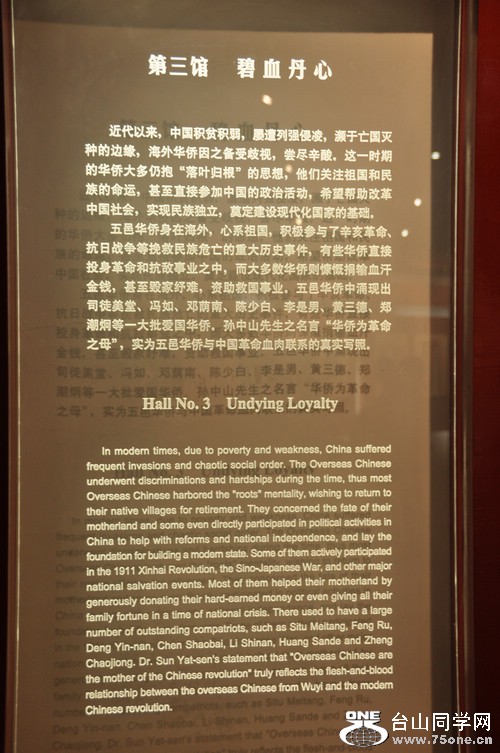 第三馆 碧血丹心
近代以来，中国积贫积弱，屡遭列强侵凌，濒于亡国灭
种的边缘，海外华侨因之备受歧视，尝尽辛酸。这一时期
的华侨大多仍抱“落叶归根”的思想，他们关注祖国和民
族的命运，甚至直接参加中国的政治活动，希望帮助改革
中国社会，实现民族独立，奠定建设现代化国家的基础。
五邑华侨身在海外，心系祖国，积极参与了辛亥革命、
抗日战争等挽救民族危亡的重大历史事件，有些华侨直接
投身革命和抗敌事业之中，而大多数华侨则慷慨捐输血汗
金钱，甚至毁家纾难，资助救国事业。五邑华侨中涌现出
司徒美堂、冯如、邓荫南、陈少白、李是男、黄三德、郑
潮炯等一大批爱国华侨。孙中山先生之名言“华侨为革命
之母”，实为五邑华侨与中国革命血肉联系的真实写照。
Hall No. 3 Undying Loyalty
In modern times, due to poverty and weakness, China suffered
frequent invasions and chaotic social order. The Overseas Chinese
underwent discriminations and hardships during the time, thus most
Overseas Chinese harbored the "roots" mentality, wishing to return to
their native villages for retirement. They concerned the fate of their
motherland and some even directly participated in political activities in
China to help with reforms and national independence, and lay the
foundation for building a modern state. Some of them actively participated
in the 1911 Xinhai Revolution, the Sino-Japanese War, and other major
national salvation events. Most of them helped their motherland by
generously donating their hard-earned money or even giving all their
family fortune in a time of national crisis. There used to have a large
number of outstanding compatriots, such as Situ Meitang, Feng Ru,
Deng Yin-nan, Chen Shaobai, Li Shinan, Huang Sande and Zheng
Chaojiong. Dr. Sun Yat-sen's statement that "Overseas Chinese are
the mother of the Chinese revolution" truly reflects the flesh-and-blood
relationship between the overseas Chinese from Wuyi and the modern
Chinese revolution.
ONE 台山同学网
www.75one.cn